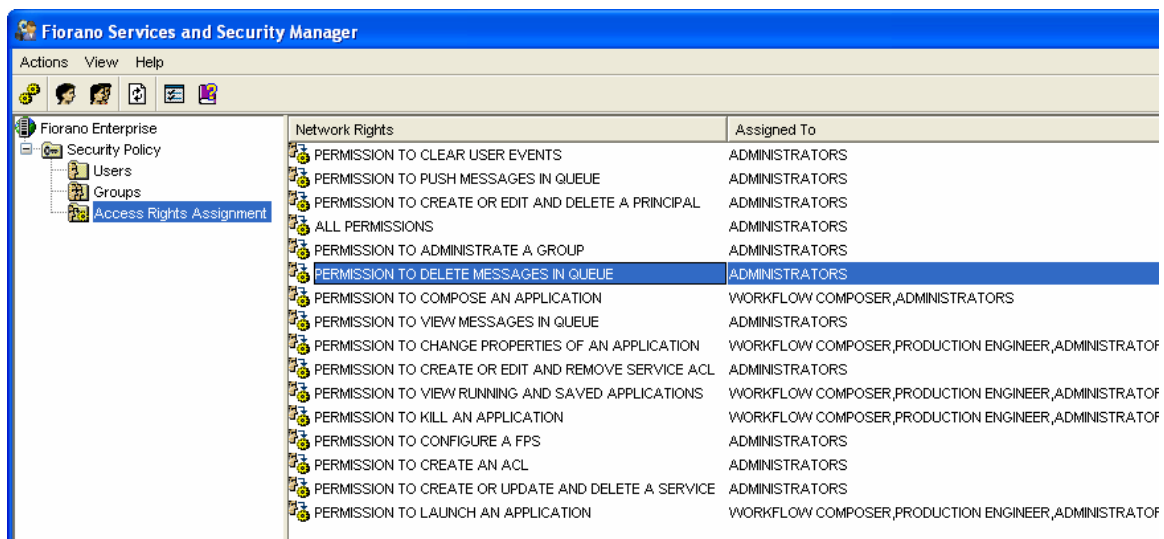 Fiorano Services and Security Manager
Actions View Help
Fiorano Enterprise
Security Policy
Users
Groups
Access Rights Assignment
Network Rights Assigned To
PERMISSION TO CLEAR USER EVENTS ADMINISTRATORS
PERMISSION TO PUSH MESSAGES IN QUEUE ADMINISTRATORS
PERMISSION TO CREATE OR EDIT AND DELETE A PRINCIPAL ADMINISTRATORS
ALL PERMISSIONS ADMINISTRATORS
PERMISSION TO ADMINISTRATE A GROUP ADMINISTRATORS
PERMISSION TO DELETE MESSAGES IN QUEUE ADMINISTRATORS
PERMISSION TO COMPOSE AN APPLICATION WORKFLOW COMPOSER,ADMINISTRATORS
PERMISSION TO VIEW MESSAGES IN QUEUE ADMINISTRATORS
PERMISSION TO CHANGE PROPERTIES OF AN APPLICATION WORKFLOW COMPOSER,PRODUCTION ENGINEER,ADMINISTRATOR
PERMISSION TO CREATE OR EDIT AND REMOVE SERVICE ACL ADMINISTRATORS
PERMISSION TO VIEW RUNNING AND SAVED APPLICATIONS WORKFLOW COMPOSER,PRODUCTION ENGINEER,ADMINISTRATOR
PERMISSION TO KILL AN APPLICATION WORKFLOW COMPOSER,PRODUCTION ENGINEER,ADMINISTRATOR
PERMISSION TO CONFIGURE A FPS ADMINISTRATORS
PERMISSION TO CREATE AN ACL ADMINISTRATORS
PERMISSION TO CREATE OR UPDATE AND DELETE A SERVICE ADMINISTRATORS
PERMISSION TO LAUNCH AN APPLICATION WORKFLOW COMPOSER,PRODUCTION ENGINEER,ADMINISTRATOR